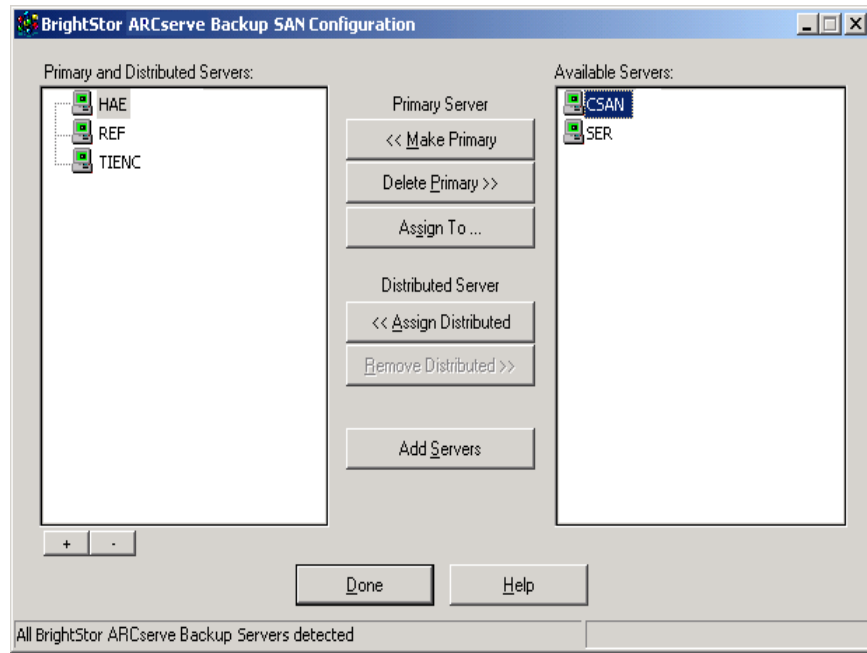 BrightStor ARCserve Backup SAN Configuration
Primary and Distributed Servers:
HAE
REF
TIENC
Primary Server
<< Make Primary
Delete Primary >>
Assign To ...
Distributed Server
<< Assign Distributed
Remove Distributed >>
Add Servers
Available Servers:
CSAN
SER
+
-
Done
Help
All BrightStor ARCserve Backup Servers detected